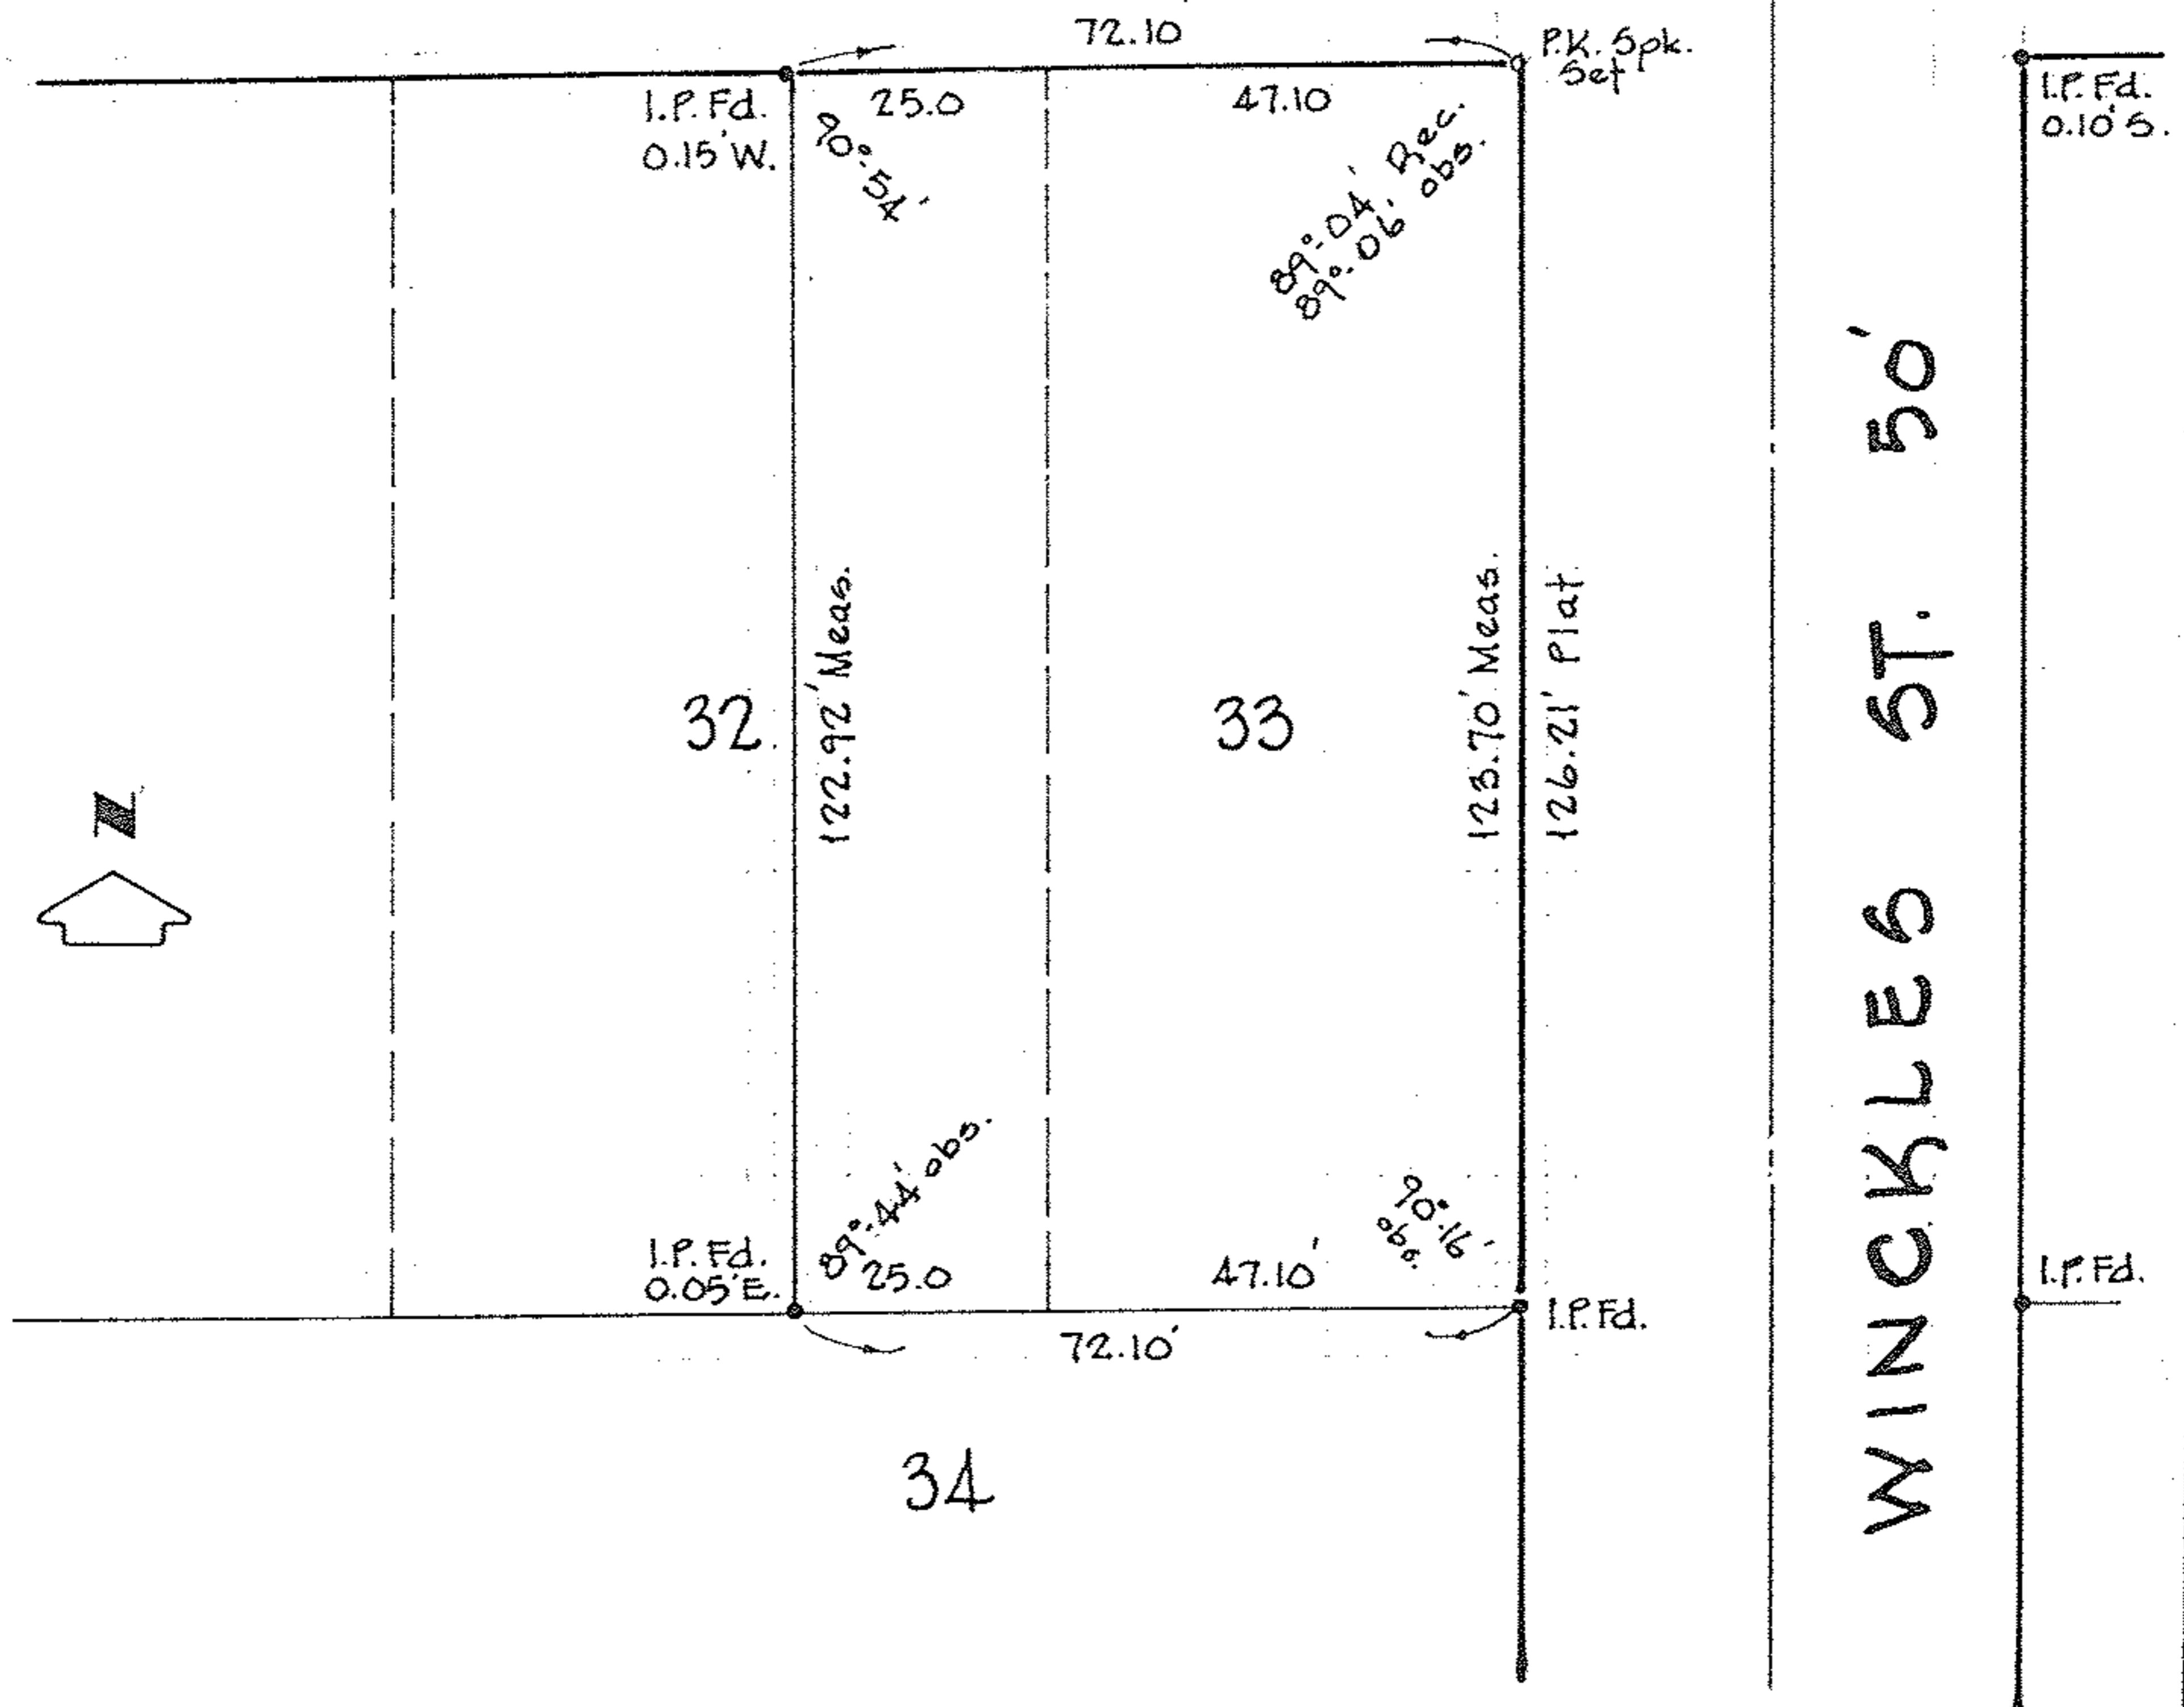 72.10
P.K. Spk.
Set
I.P. Fd.
0.15' W.
25.0
47.10
I.P. Fd.
0.10' S.
90°-54'
89°-04' Rec.
89°-06' obs.
32
122.92' Meas.
33
123.70' Meas.
126.21' Plat
WINCKLES ST. 50'
N
89°-44' obs.
90°-16'
obs.
I.P. Fd.
0.05' E.
25.0
47.10'
I.P. Fd.
I.P. Fd.
72.10'
34